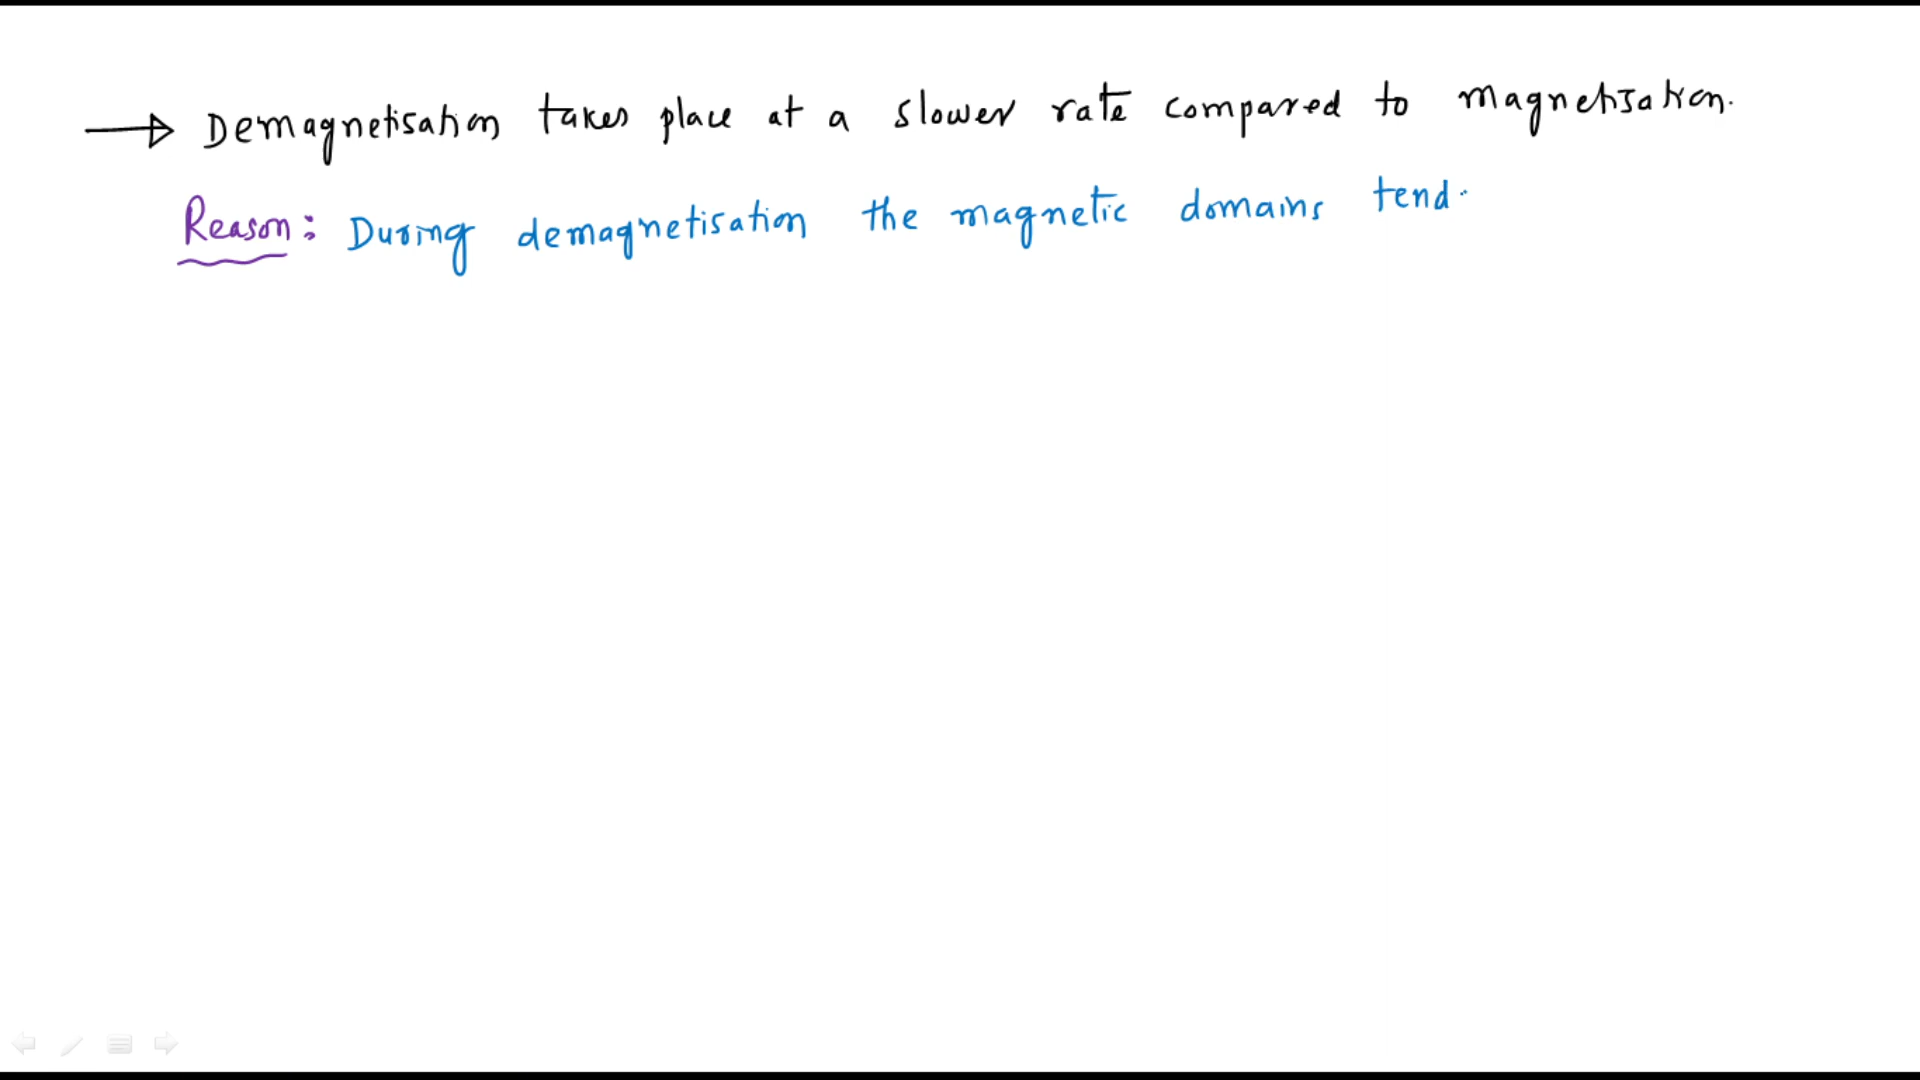 Demagnetisation takes place at a slower rate compared to magnetisation.
Reason: During demagnetisation the magnetic domains tend